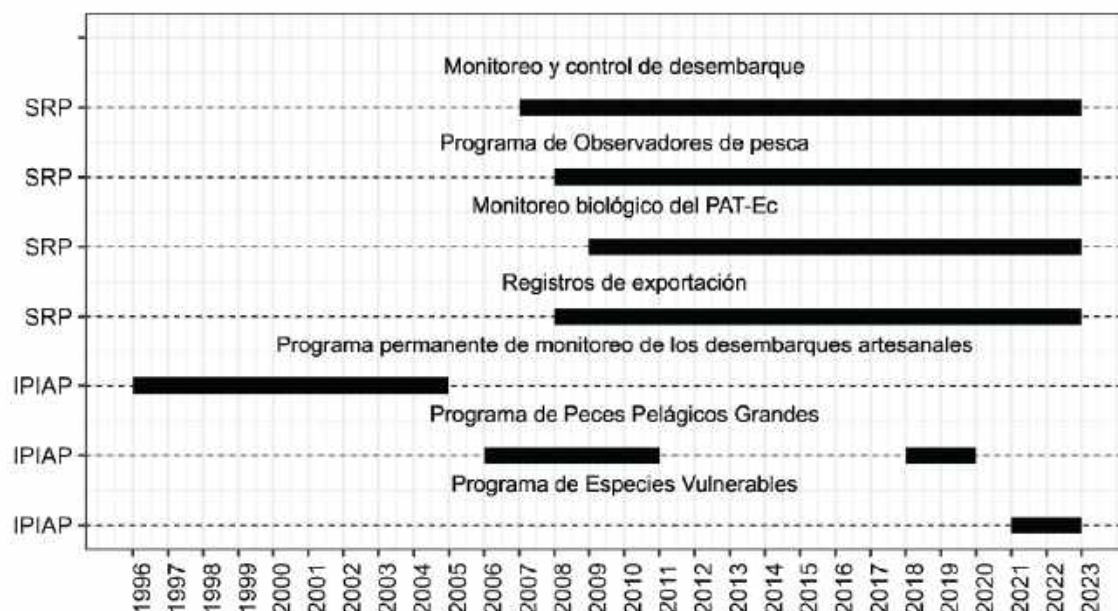 Monitoreo y control de desembarque
SRP
Programa de Observadores de pesca
SRP
Monitoreo biológico del PAT-Ec
SRP
Registros de exportación
SRP
Programa permanente de monitoreo de los desembarques artesanales
IPIAP
Programa de Peces Pelágicos Grandes
IPIAP
Programa de Especies Vulnerables
IPIAP
1996 1997 1998 1999 2000 2001 2002 2003 2004 2005 2006 2007 2008 2009 2010 2011 2012 2013 2014 2015 2016 2017 2018 2019 2020 2021 2022 2023